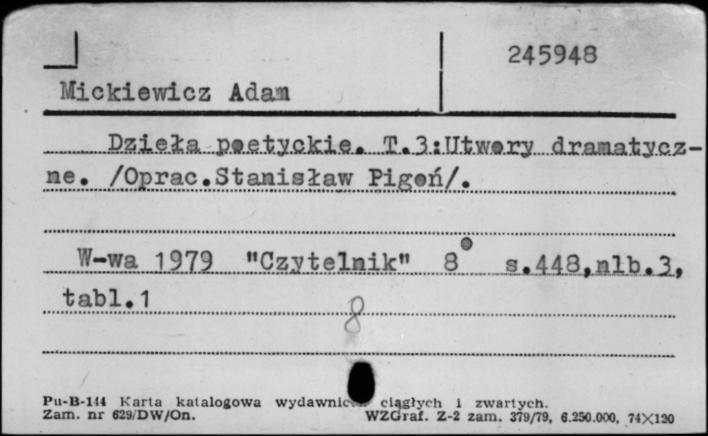 245948
Mickiewicz Adam
Dzieła poetyckie. T.3:Utwory dramatycz-
ne. /Oprac.Stanisław Pigoń/.
W-wa 1979 "Czytelnik" 8° s.448,nlb.3,
tabl.1
8
Pu-B-144 Karta katalogowa ciągłych i zwartych.
Zam. nr 629/DW/On. WZGraf. Z-2 zam. 379/79, 6.250.000, 74X120